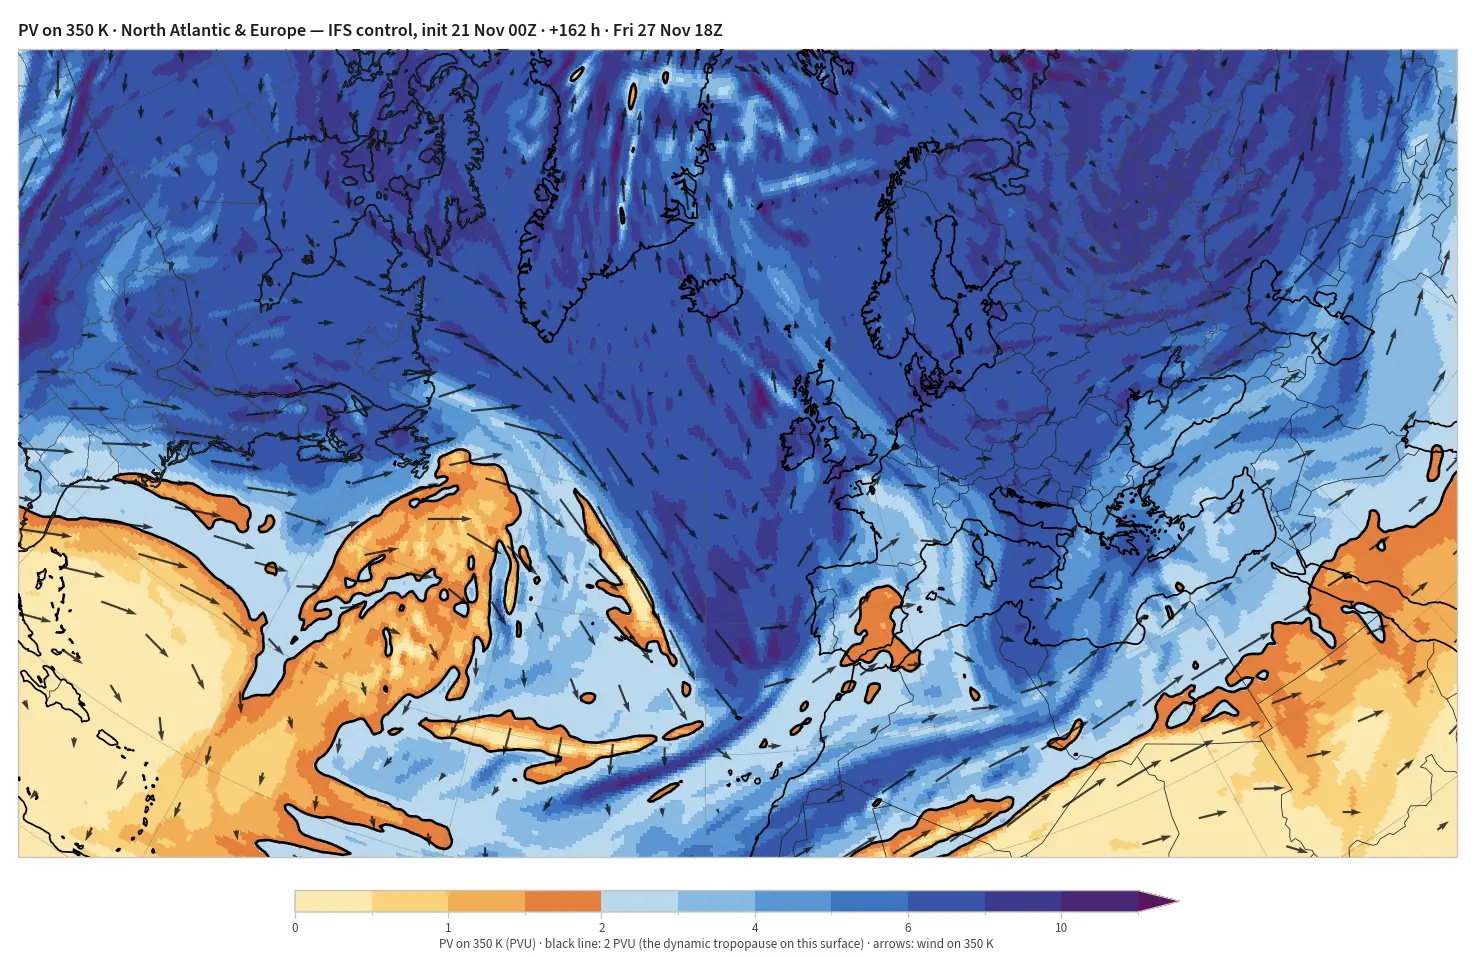 PV on 350 K · North Atlantic & Europe — IFS control, init 21 Nov 00Z · +162 h · Fri 27 Nov 18Z
0 1 2 4 6 10
PV on 350 K (PVU) · black line: 2 PVU (the dynamic tropopause on this surface) · arrows: wind on 350 K